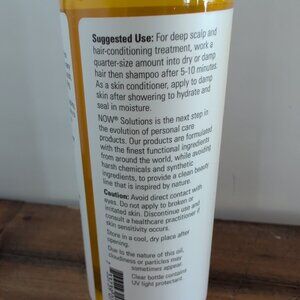 Suggested Use: For deep scalp and
hair-conditioning treatment, work a
quarter-size amount into dry or damp
hair then shampoo after 5-10 minutes.
As a skin conditioner, apply to damp
skin after showering to hydrate and
seal in moisture.
NOW® Solutions is the next step in
the evolution of personal care
products. Our products are formulated
with the finest functional ingredients
from around the world, while avoiding
harsh chemicals and synthetic
ingredients, to provide a clean beauty
line that is inspired by nature.
Caution: Avoid direct contact with
eyes. Do not apply to broken or
irritated skin. Discontinue use and
consult a healthcare practitioner if
skin sensitivity occurs.
Store in a cool, dry place after
opening.
Due to the nature of this oil,
cloudiness or particles may
sometimes appear.
Clear bottle contains
UV light protectant.